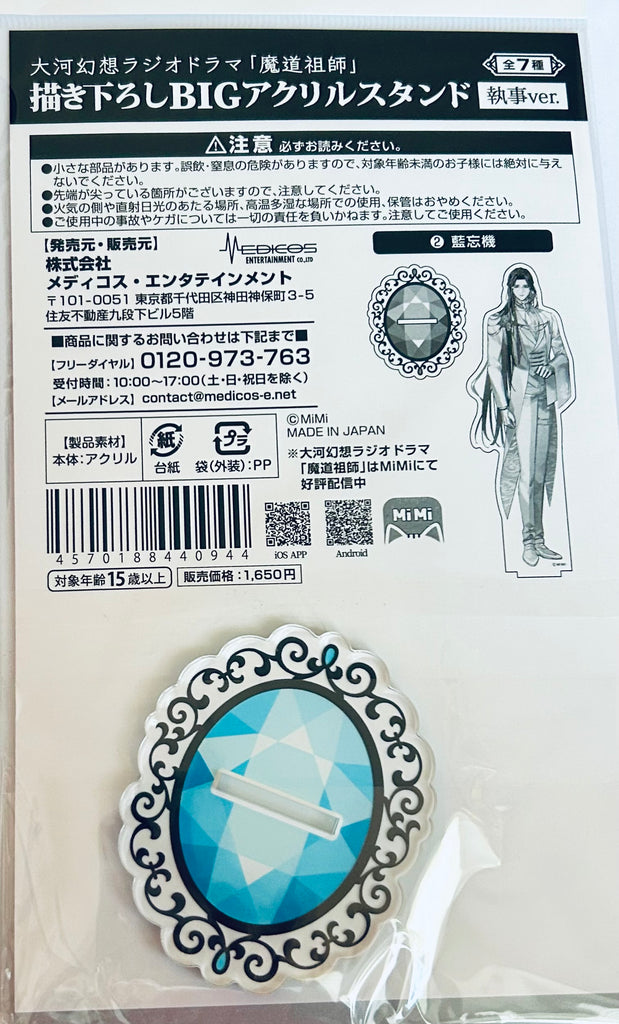 大河幻想ラジオドラマ「魔道祖師」
全7種
描き下ろしBIGアクリルスタンド 執事ver.
⚠注意 必ずお読みください。
●小さな部品があります。誤飲・窒息の危険がありますので、対象年齢未満のお子様には絶対に与え
ないでください。
●先端が尖っている箇所がございますので、注意してください。
●火気の側や直射日光のあたる場所、高温多湿な場所での使用、保管はおやめください。
●ご使用中の事故やケガについては一切の責任を負いかねます。注意してご使用ください。
【発売元・販売元】
MEDICOS
ENTERTAINMENT CO.,LTD
株式会社
メディコス・エンタテインメント
〒101-0051 東京都千代田区神田神保町3-5
住友不動産九段下ビル5階
■商品に関するお問い合わせは下記まで■
【フリーダイヤル】0120-973-763
受付時間：10:00〜17:00(土・日・祝日を除く)
【メールアドレス】contact@medicos-e.net
❷ 藍忘機
【製品素材】
本体：アクリル
紙
台紙
プラ
袋(外装)：PP
©MiMi
MADE IN JAPAN
※大河幻想ラジオドラマ
「魔道祖師」はMiMiにて
好評配信中
4570188440944
iOS APP
Android
MiMi
対象年齢15歳以上
販売価格：1,650円